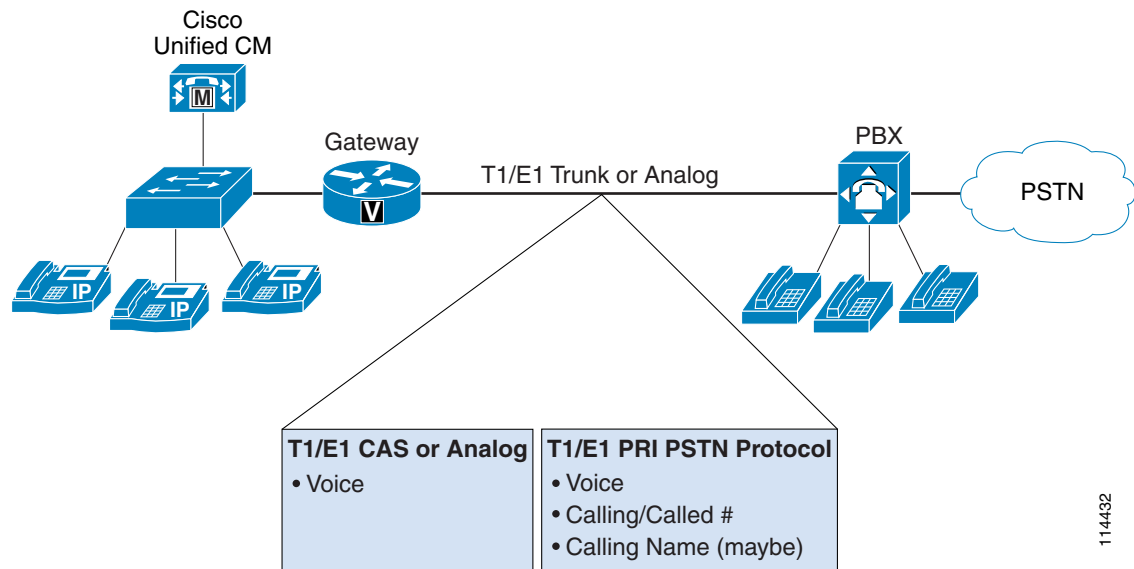 Cisco
Unified CM
M
Gateway
V
T1/E1 Trunk or Analog
PBX
PSTN
IP
IP
IP
T1/E1 CAS or Analog
• Voice
T1/E1 PRI PSTN Protocol
• Voice
• Calling/Called #
• Calling Name (maybe)
114432